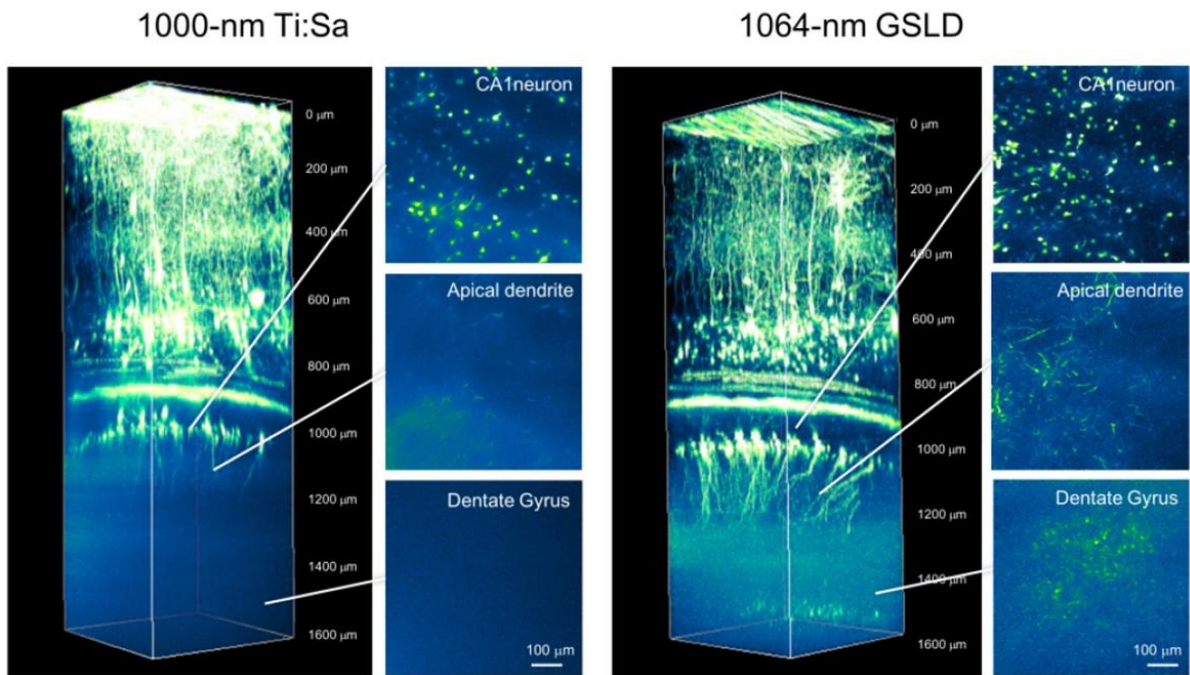 1000-nm Ti:Sa
1064-nm GSLD
0 μm
200 μm
400 μm
600 μm
800 μm
1000 μm
1200 μm
1400 μm
1600 μm
CA1neuron
Apical dendrite
Dentate Gyrus
100 μm
0 μm
200 μm
400 μm
600 μm
800 μm
1000 μm
1200 μm
1400 μm
1600 μm
CA1neuron
Apical dendrite
Dentate Gyrus
100 μm